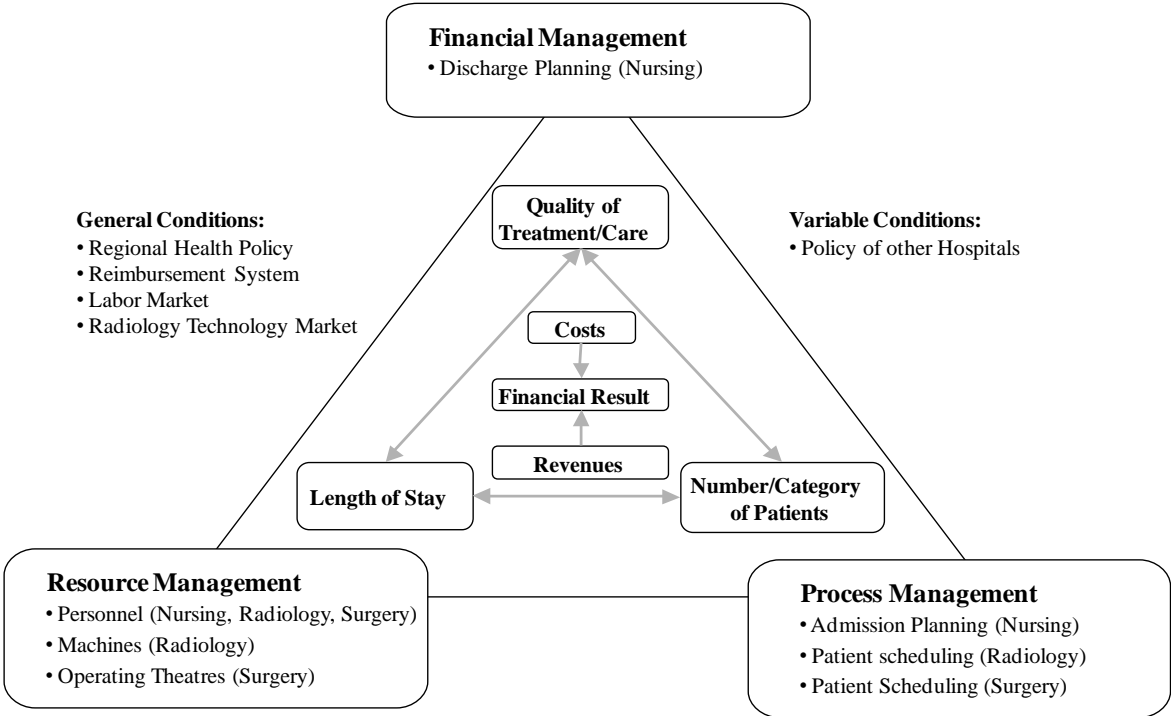 Financial Management
• Discharge Planning (Nursing)
General Conditions:
• Regional Health Policy
• Reimbursement System
• Labor Market
• Radiology Technology Market
Variable Conditions:
• Policy of other Hospitals
Quality of
Treatment/Care
Costs
Financial Result
Revenues
Length of Stay
Number/Category
of Patients
Resource Management
• Personnel (Nursing, Radiology, Surgery)
• Machines (Radiology)
• Operating Theatres (Surgery)
Process Management
• Admission Planning (Nursing)
• Patient scheduling (Radiology)
• Patient Scheduling (Surgery)